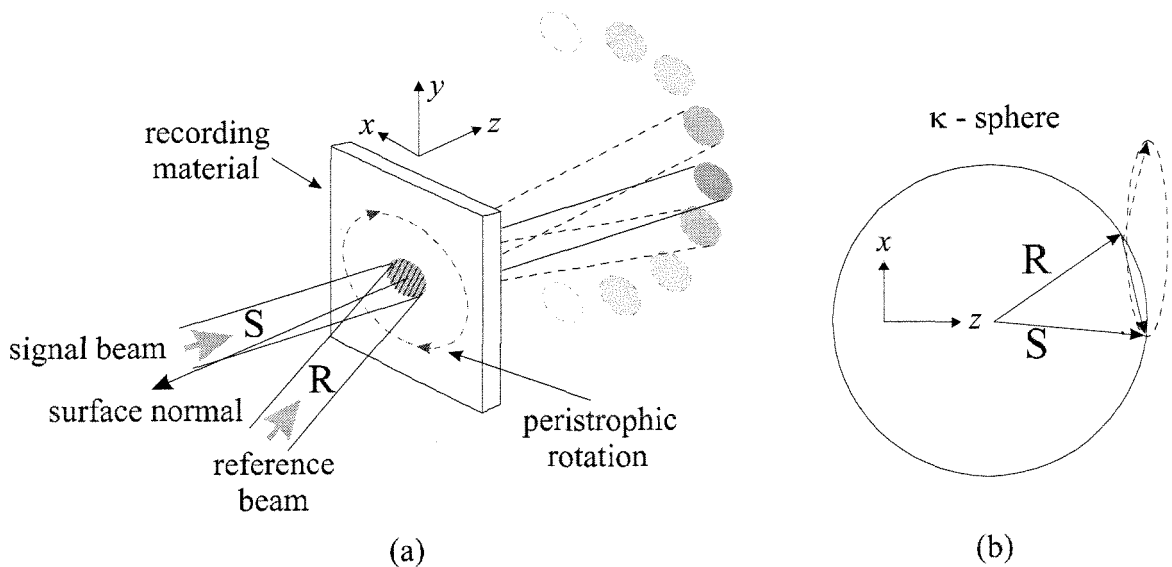 y
x
z
recording
material
S
signal beam
R
surface normal
reference
beam
peristrophic
rotation
(a)
κ - sphere
x
R
z
S
(b)